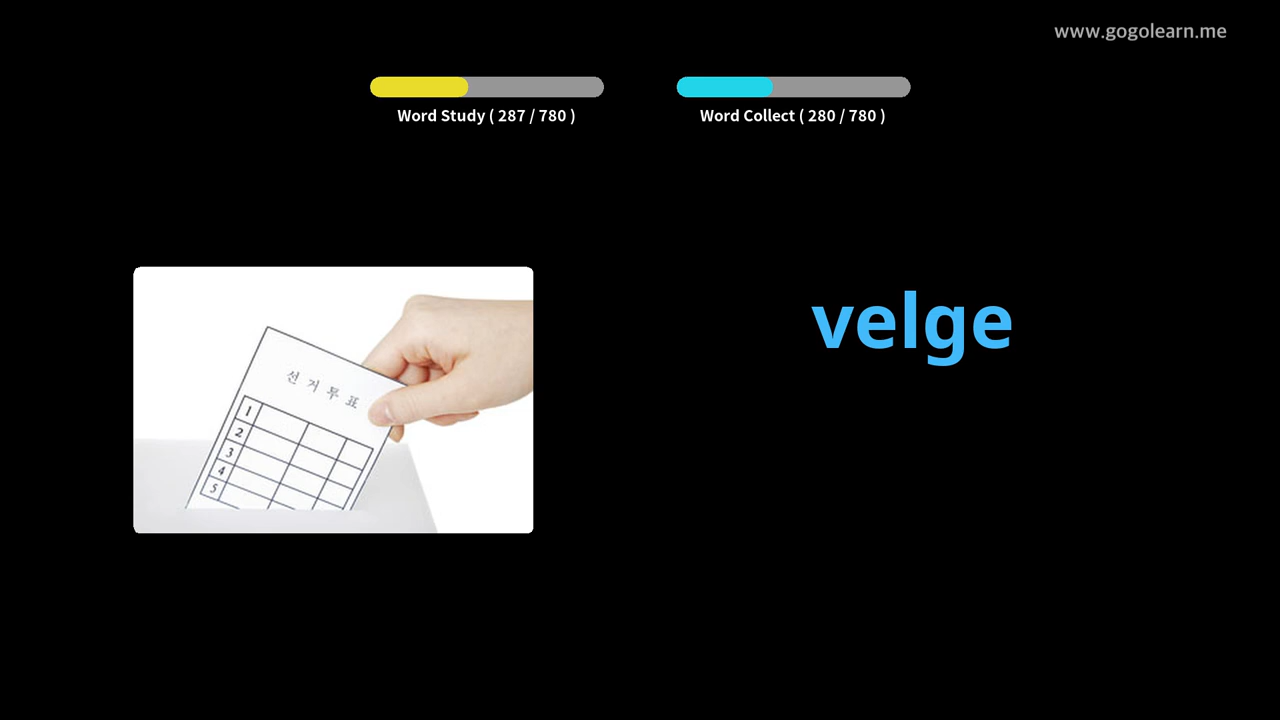 www.gogolearn.me
Word Study ( 287 / 780 )
Word Collect ( 280 / 780 )
velge
선거투표
1
2
3
4
5